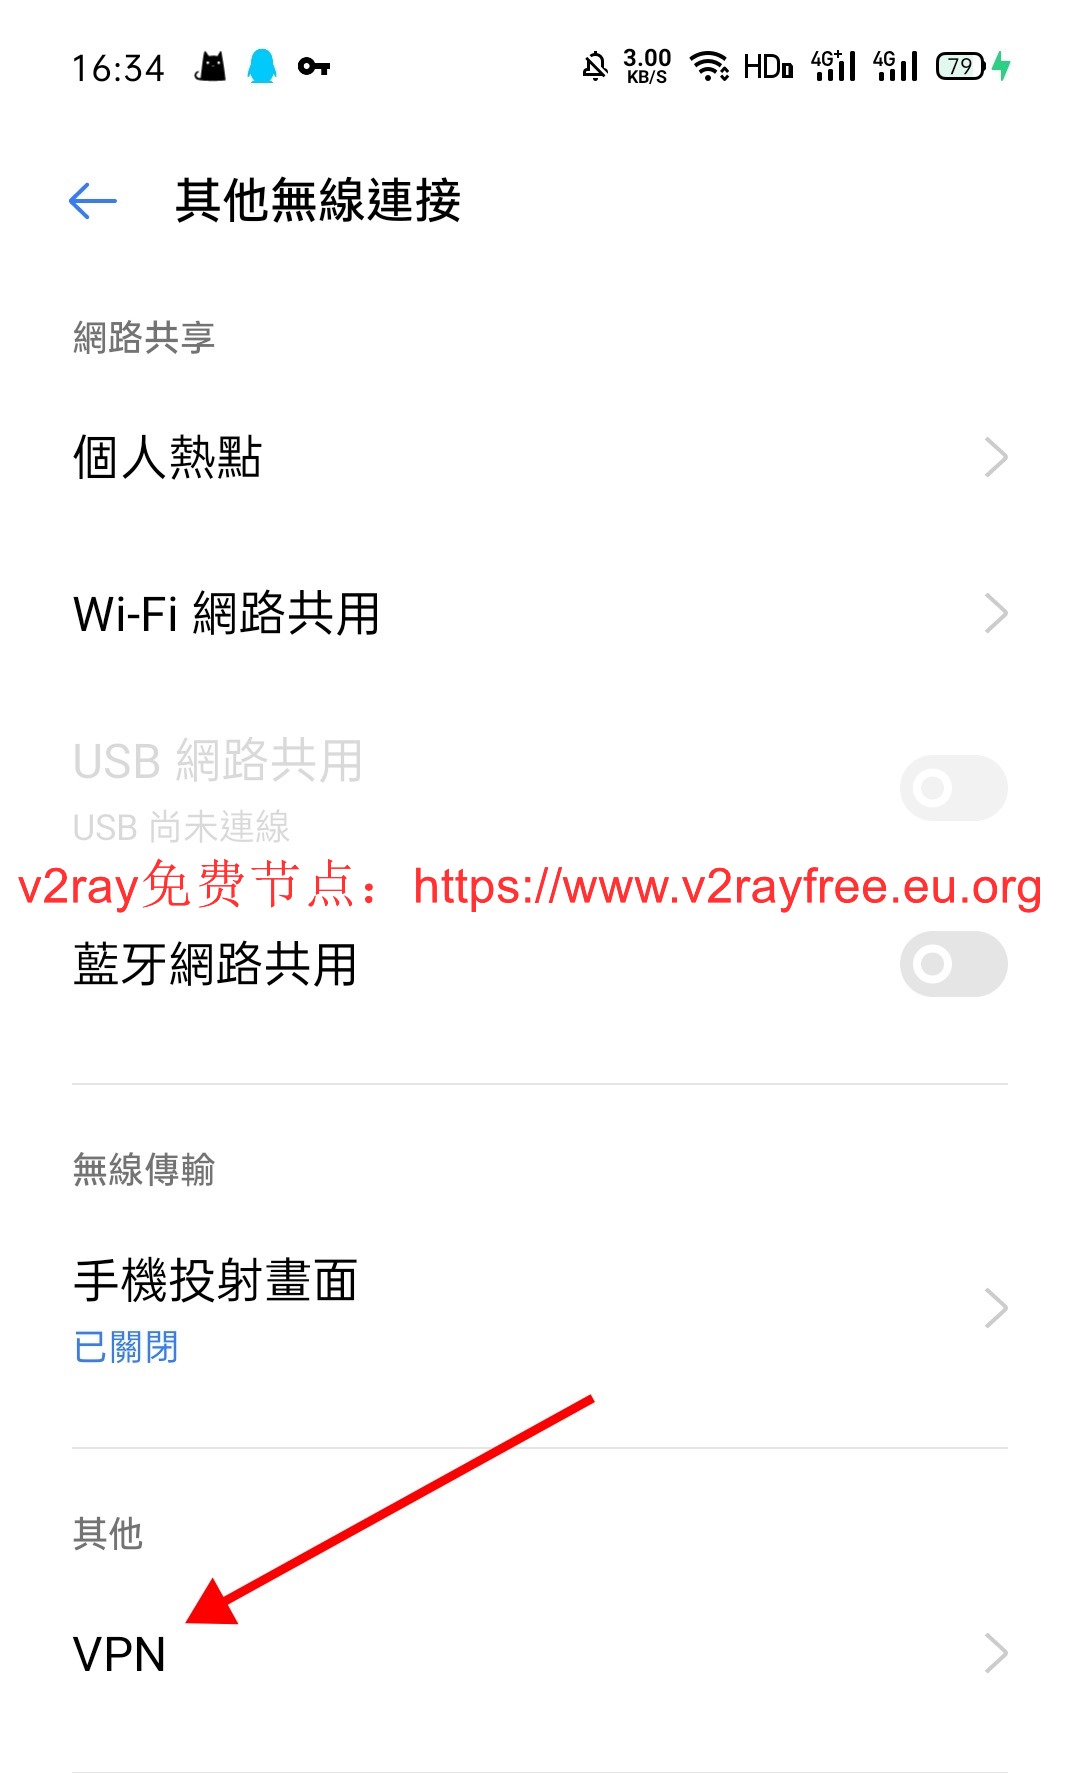 16:34
3.00
KB/S
HD
4G+
4G
79
其他無線連接
網路共享
個人熱點
Wi-Fi 網路共用
USB 網路共用
USB 尚未連線
v2ray免费节点：https://www.v2rayfree.eu.org
藍牙網路共用
無線傳輸
手機投射畫面
已關閉
其他
VPN